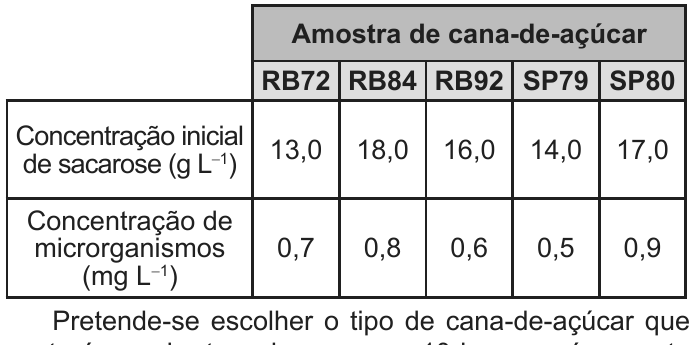 Amostra de cana-de-açúcar
RB72 RB84 RB92 SP79 SP80
Concentração inicial
de sacarose (g L⁻¹)
13,0 18,0 16,0 14,0 17,0
Concentração de
microrganismos
(mg L⁻¹)
0,7 0,8 0,6 0,5 0,9
Pretende-se escolher o tipo de cana-de-açúcar que